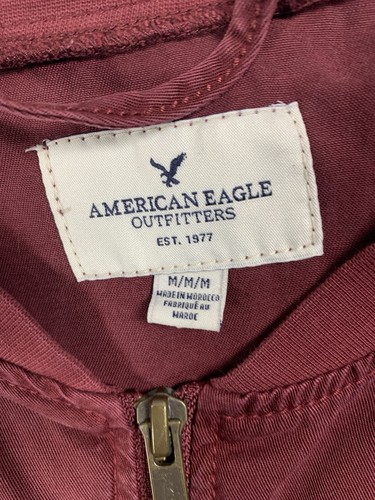 AMERICAN EAGLE
OUTFITTERS
EST. 1977
M/M/M
MADE IN MOROCCO
FABRIQUÉ AU
MAROC